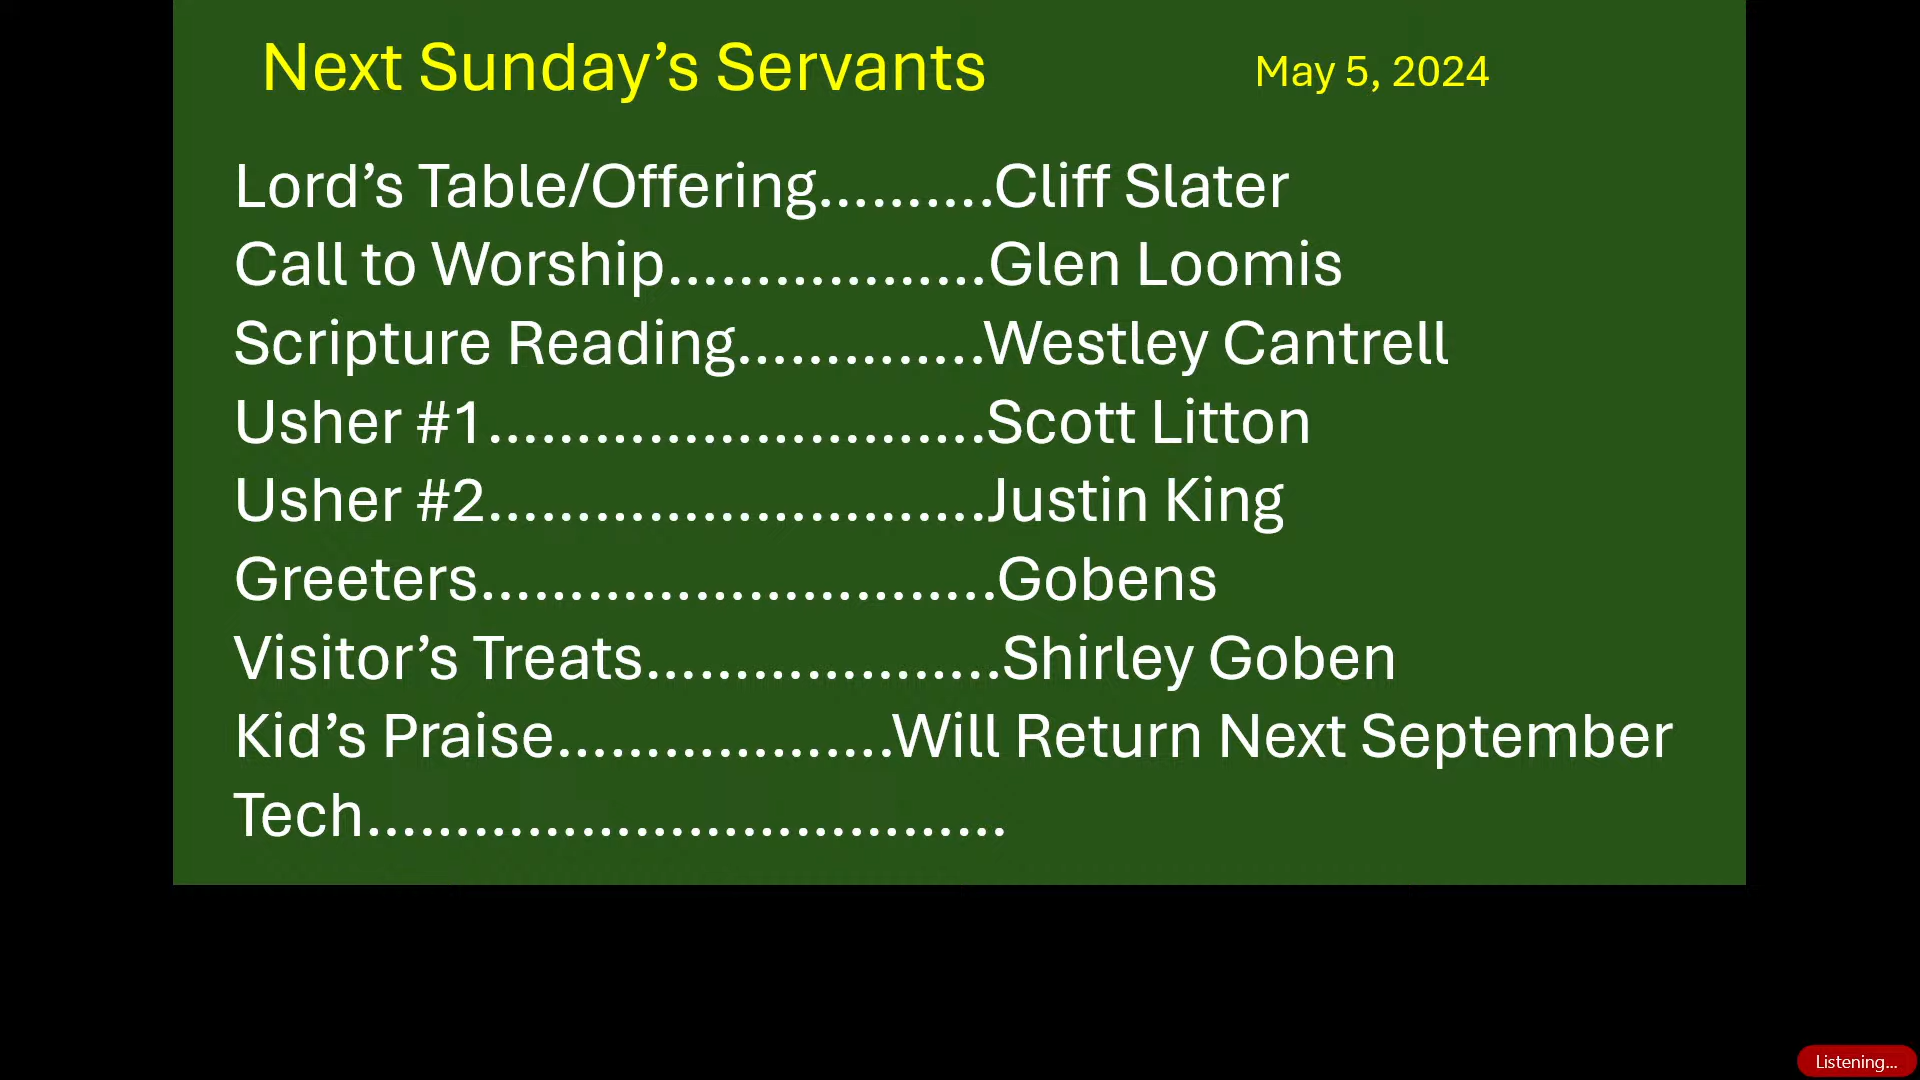 Next Sunday’s Servants May 5, 2024
Lord’s Table/Offering..........Cliff Slater
Call to Worship..................Glen Loomis
Scripture Reading..............Westley Cantrell
Usher #1............................Scott Litton
Usher #2............................Justin King
Greeters.............................Gobens
Visitor’s Treats....................Shirley Goben
Kid’s Praise...................Will Return Next September
Tech....................................
Listening...